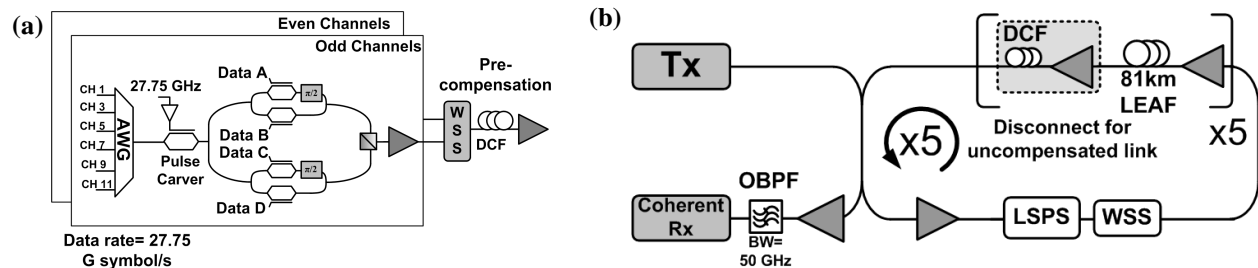 (a)
Even Channels
Odd Channels
CH 1
CH 3
CH 5
CH 7
CH 9
CH 11
AWG
27.75 GHz
Pulse
Carver
Data A
π/2
Data B
Data C
π/2
Data D
Data rate= 27.75
G symbol/s
Pre-
compensation
WSS
DCF
(b)
Tx
DCF
81km
LEAF
x5
Disconnect for
uncompensated link
x5
OBPF
Coherent
Rx
BW=
50 GHz
LSPS
WSS